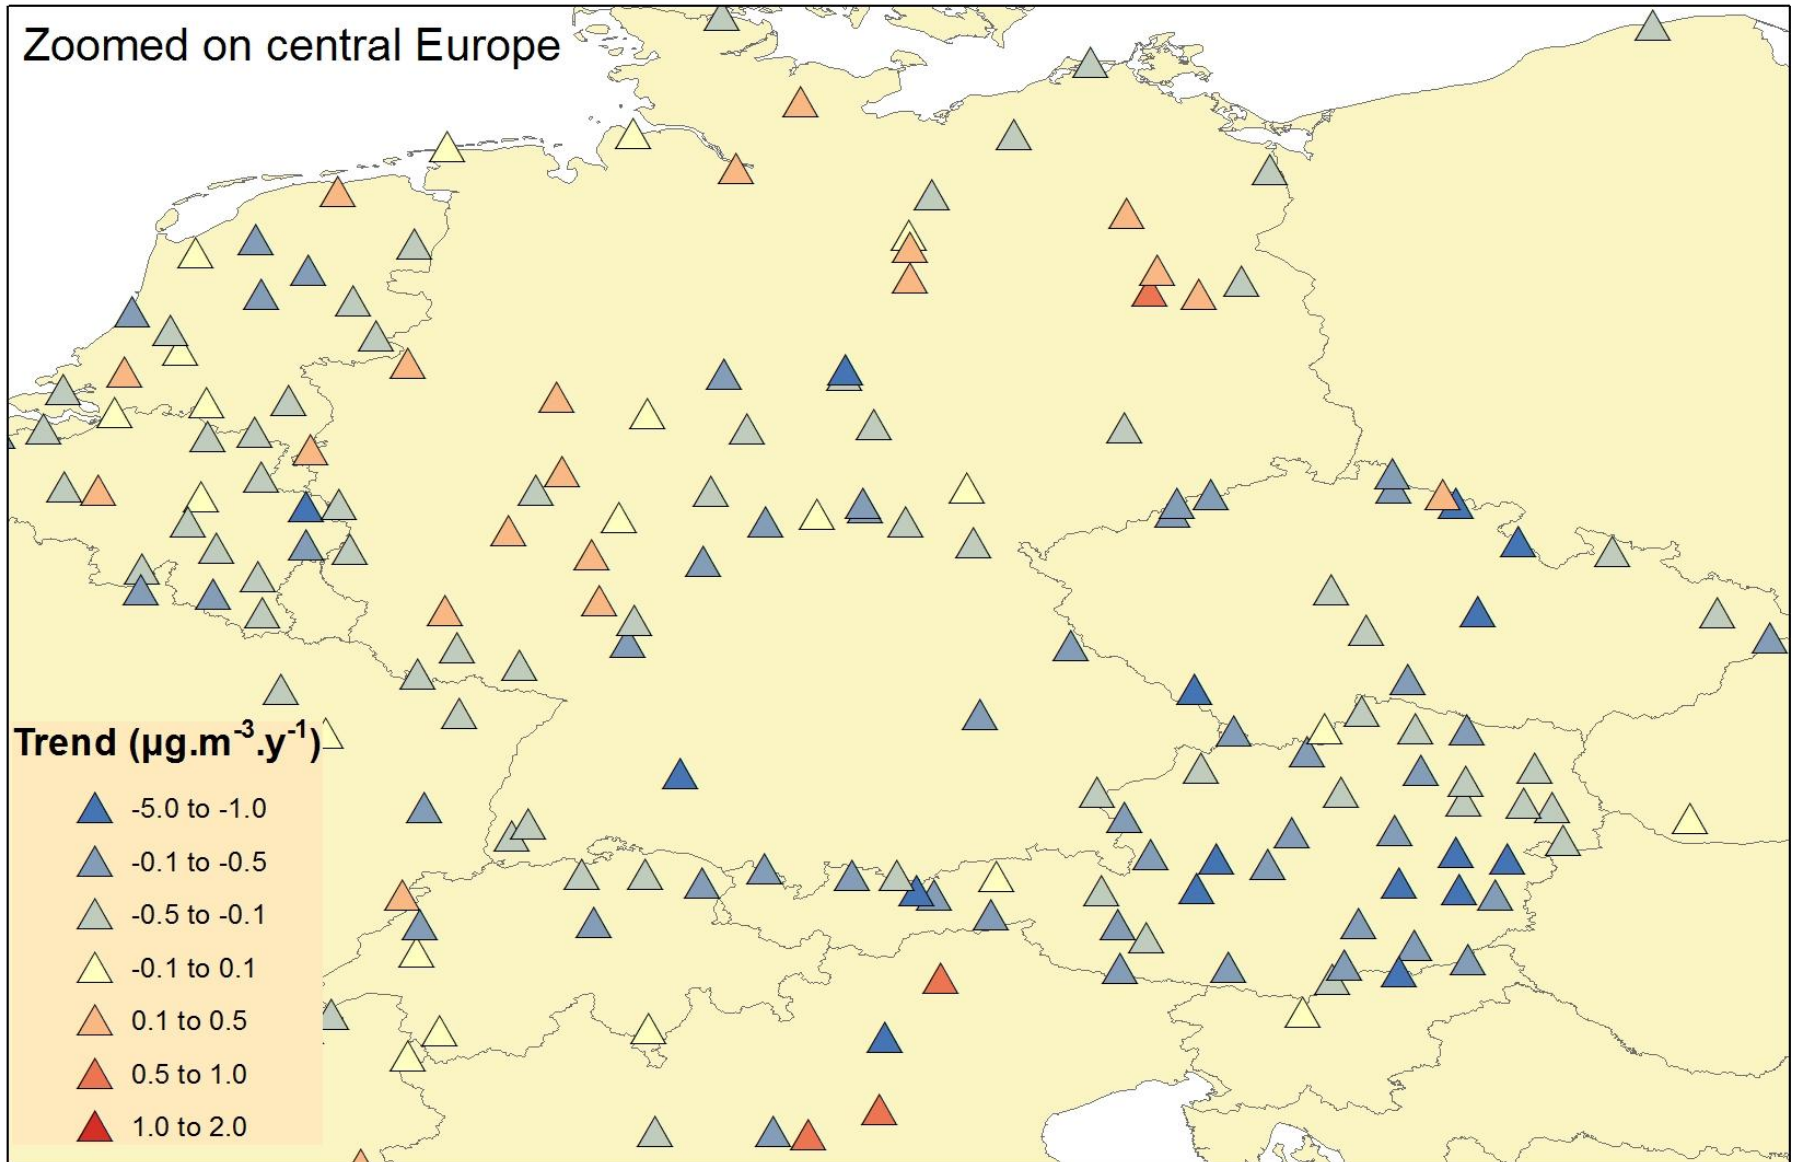 Zoomed on central Europe
Trend (µg.m⁻³.y⁻¹)
-5.0 to -1.0
-0.1 to -0.5
-0.5 to -0.1
-0.1 to 0.1
0.1 to 0.5
0.5 to 1.0
1.0 to 2.0